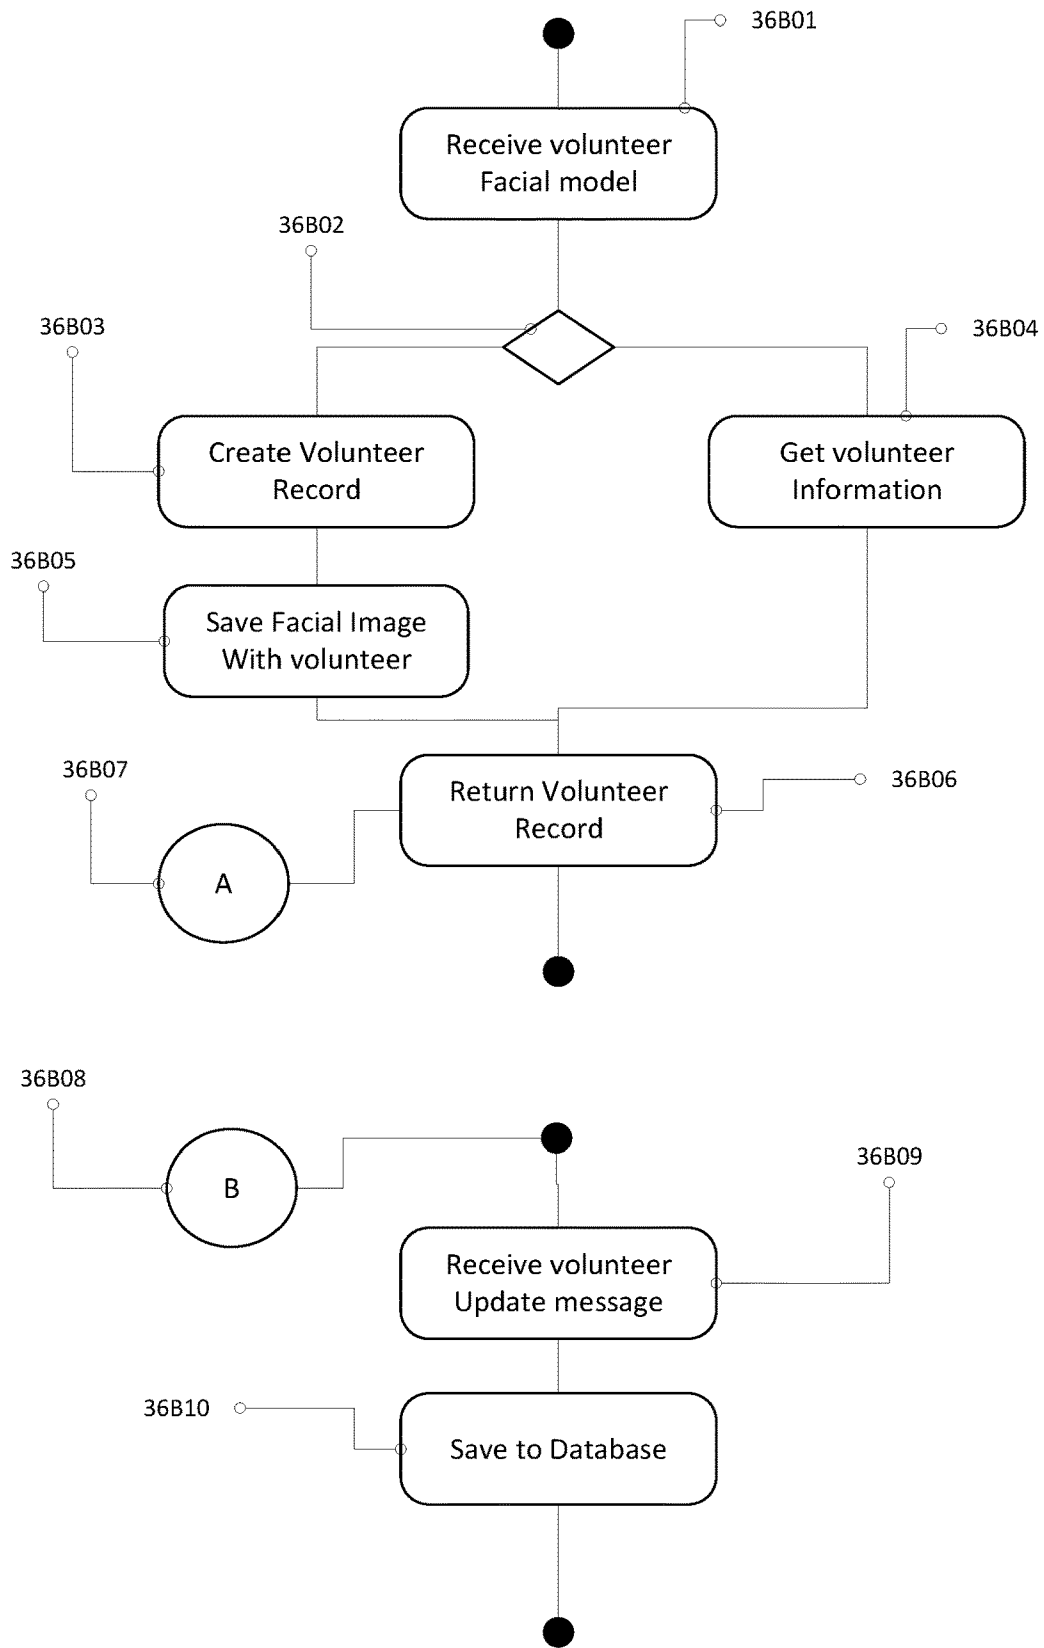 36B01
Receive volunteer
Facial model
36B02
36B03
36B04
Create Volunteer
Record
Get volunteer
Information
36B05
Save Facial Image
With volunteer
36B07
Return Volunteer
Record
36B06
A
36B08
B
36B09
Receive volunteer
Update message
36B10
Save to Database